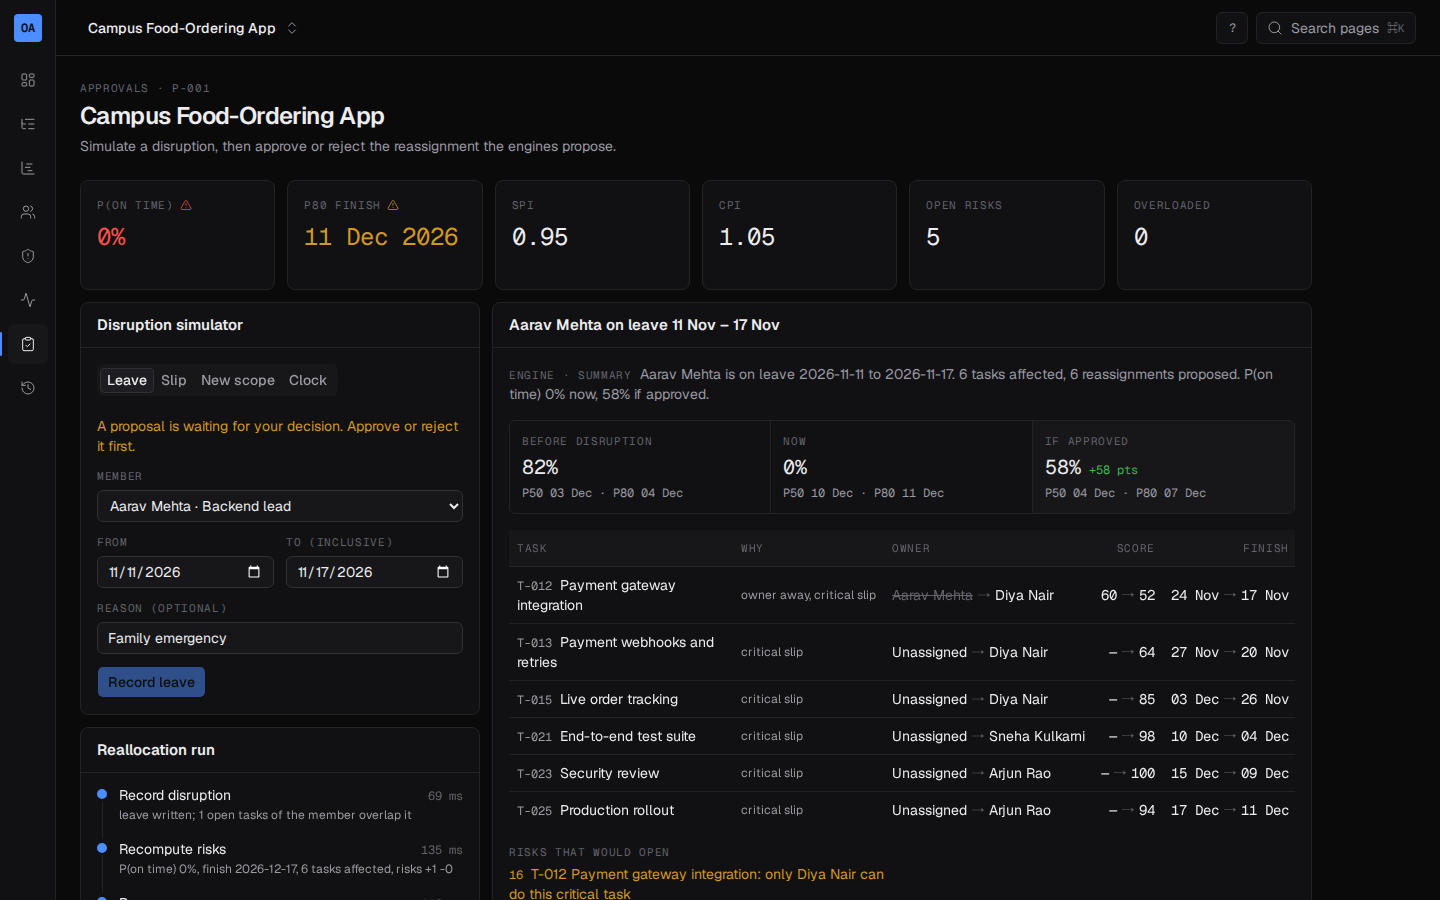 OA
Campus Food-Ordering App
?
Search pages ⌘K
APPROVALS · P-001
Campus Food-Ordering App
Simulate a disruption, then approve or reject the reassignment the engines propose.
P(ON TIME)
0%
P80 FINISH
11 Dec 2026
SPI
0.95
CPI
1.05
OPEN RISKS
5
OVERLOADED
0
Disruption simulator
Leave Slip New scope Clock
A proposal is waiting for your decision. Approve or reject
it first.
MEMBER
Aarav Mehta · Backend lead
FROM TO (INCLUSIVE)
11/11/2026 11/17/2026
REASON (OPTIONAL)
Family emergency
Record leave
Reallocation run
Record disruption 69 ms
leave written; 1 open tasks of the member overlap it
Recompute risks 135 ms
P(on time) 0%, finish 2026-12-17, 6 tasks affected, risks +1 -0
Aarav Mehta on leave 11 Nov – 17 Nov
ENGINE · SUMMARY Aarav Mehta is on leave 2026-11-11 to 2026-11-17. 6 tasks affected, 6 reassignments proposed. P(on
time) 0% now, 58% if approved.
BEFORE DISRUPTION
82%
P50 03 Dec · P80 04 Dec
NOW
0%
P50 10 Dec · P80 11 Dec
IF APPROVED
58% +58 pts
P50 04 Dec · P80 07 Dec
TASK WHY OWNER SCORE FINISH
T-012 Payment gateway
integration owner away, critical slip Aarav Mehta → Diya Nair 60 → 52 24 Nov → 17 Nov
T-013 Payment webhooks and
retries critical slip Unassigned → Diya Nair – → 64 27 Nov → 20 Nov
T-015 Live order tracking critical slip Unassigned → Diya Nair – → 85 03 Dec → 26 Nov
T-021 End-to-end test suite critical slip Unassigned → Sneha Kulkarni – → 98 10 Dec → 04 Dec
T-023 Security review critical slip Unassigned → Arjun Rao – → 100 15 Dec → 09 Dec
T-025 Production rollout critical slip Unassigned → Arjun Rao – → 94 17 Dec → 11 Dec
RISKS THAT WOULD OPEN
16 T-012 Payment gateway integration: only Diya Nair can
do this critical task